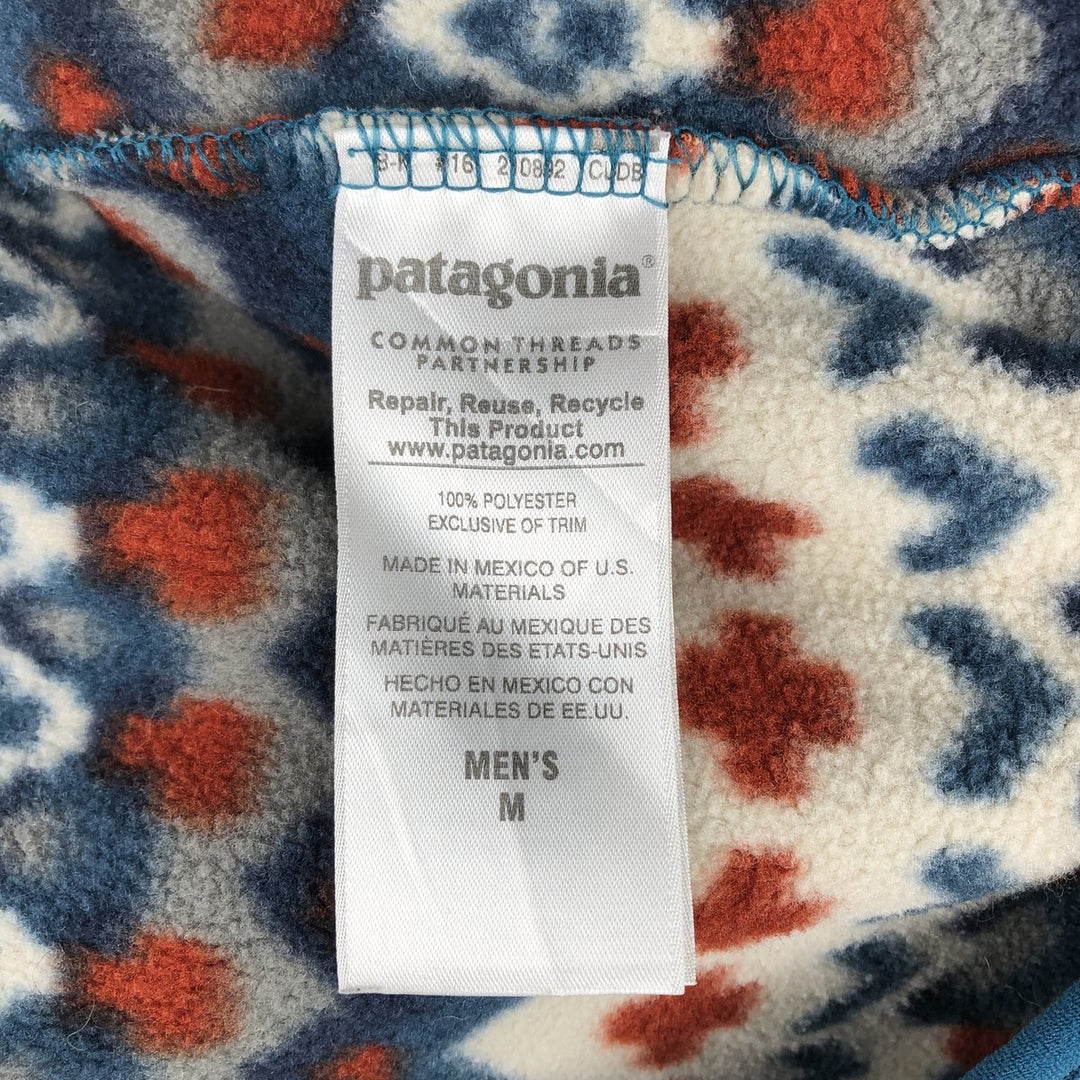 patagonia®
COMMON THREADS
PARTNERSHIP
Repair, Reuse, Recycle
This Product
www.patagonia.com
100% POLYESTER
EXCLUSIVE OF TRIM
MADE IN MEXICO OF U.S.
MATERIALS
FABRIQUÉ AU MEXIQUE DES
MATIÈRES DES ETATS-UNIS
HECHO EN MEXICO CON
MATERIALES DE EE.UU.
MEN'S
M